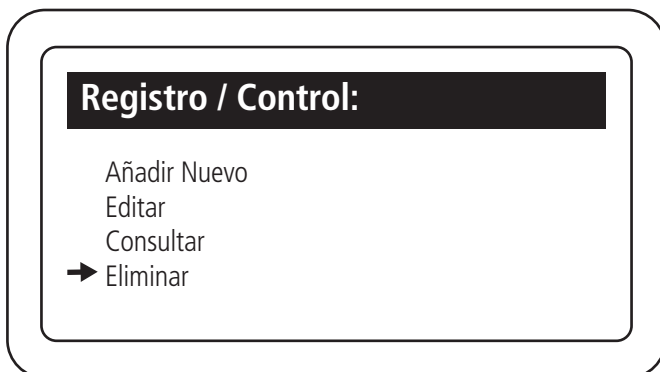 Registro / Control:
Añadir Nuevo
Editar
Consultar
Eliminar